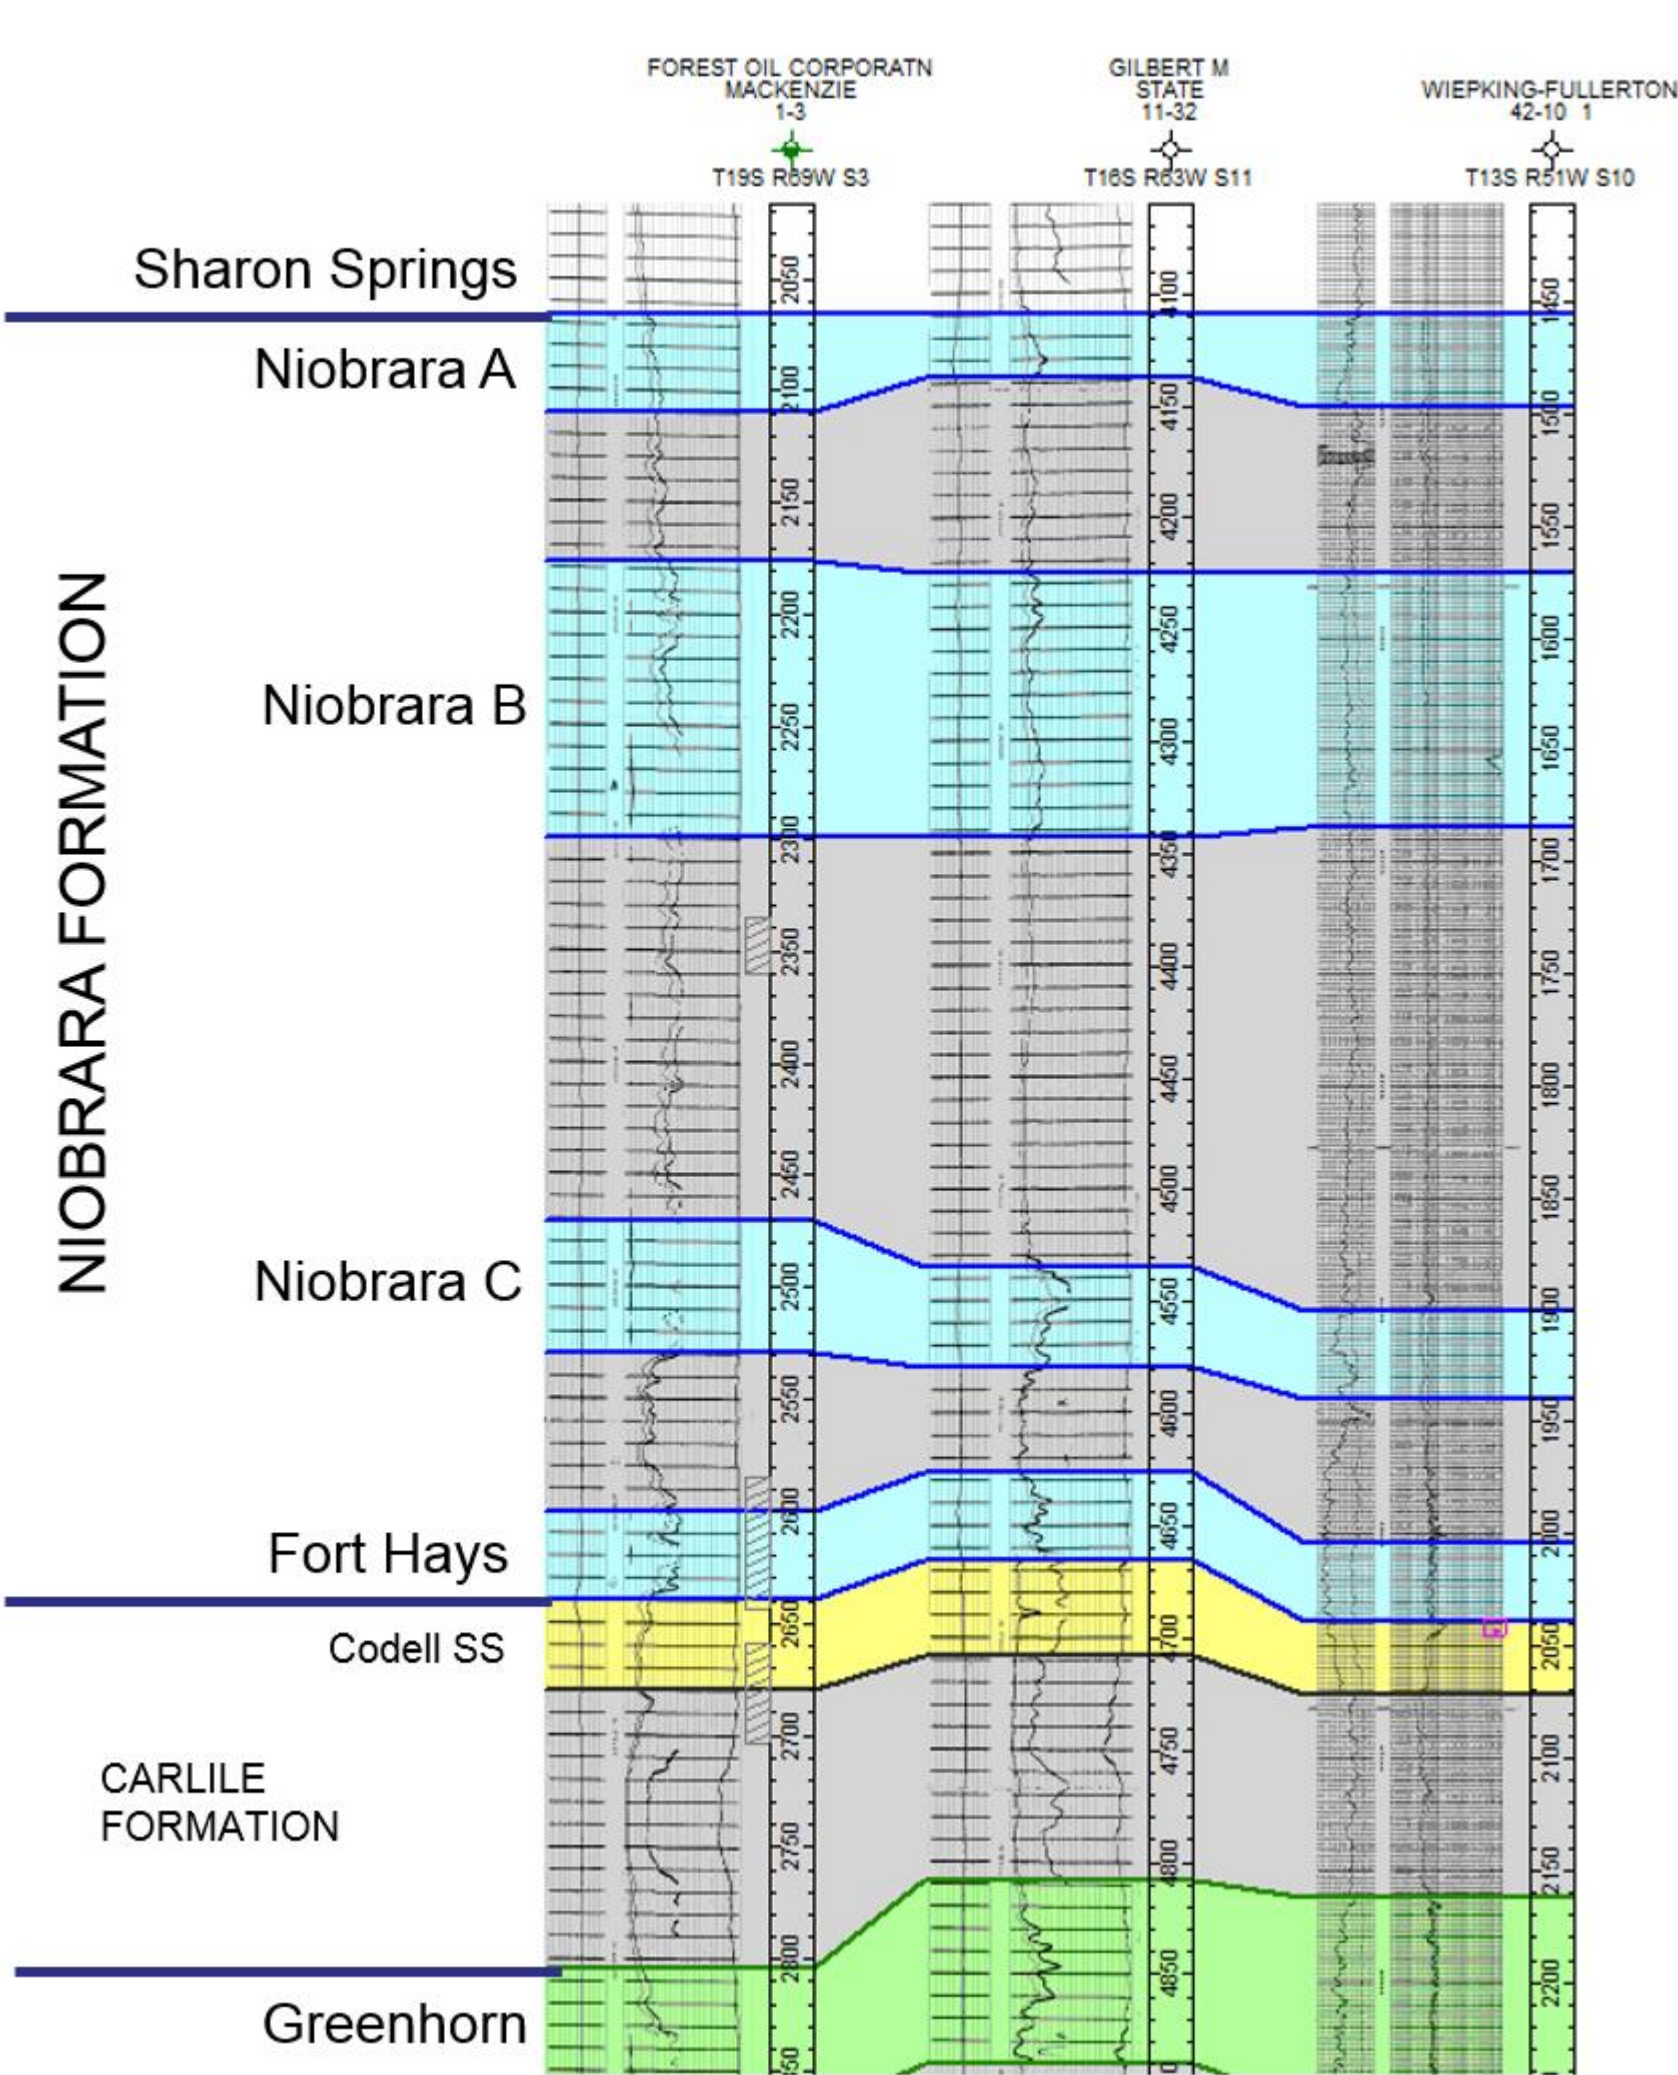 FOREST OIL CORPORATN
MACKENZIE
1-3
T19S R69W S3
GILBERT M
STATE
11-32
T16S R63W S11
WIEPKING-FULLERTON
42-10 1
T13S R51W S10
NIOBRARA FORMATION
Sharon Springs
Niobrara A
Niobrara B
Niobrara C
Fort Hays
Codell SS
CARLILE
FORMATION
Greenhorn
2050
2100
2150
2200
2250
2300
2350
2400
2450
2500
2550
2600
2650
2700
2750
2800
4100
4150
4200
4250
4300
4350
4400
4450
4500
4550
4600
4650
4700
4750
4800
4850
1450
1500
1550
1600
1650
1700
1750
1800
1850
1900
1950
2000
2050
2100
2150
2200